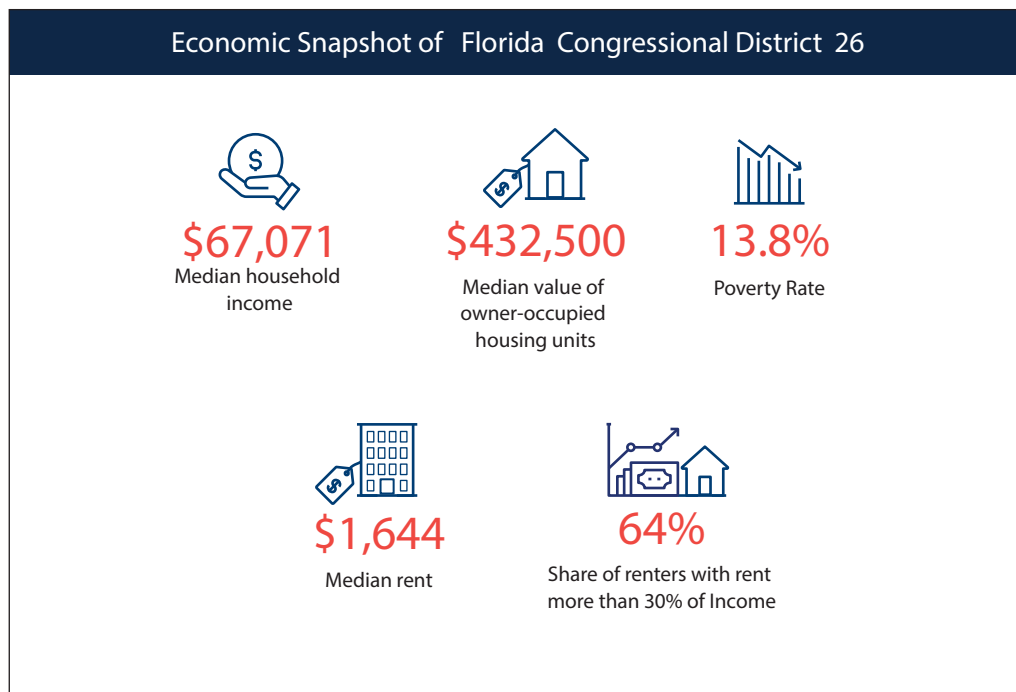 Economic Snapshot of Florida Congressional District 26
$
$67,071
Median household
income
$
$432,500
Median value of
owner-occupied
housing units
13.8%
Poverty Rate
$
$1,644
Median rent
64%
Share of renters with rent
more than 30% of Income